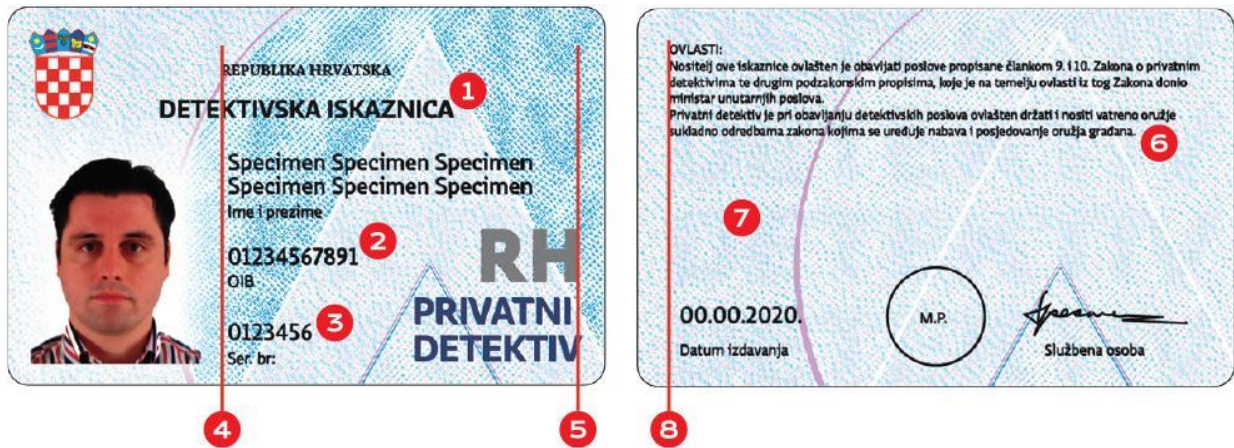 REPUBLIKA HRVATSKA
DETEKTIVSKA ISKAZNICA
1
Specimen Specimen Specimen
Specimen Specimen Specimen
Ime i prezime
01234567891
2
OIB
0123456
3
Ser. br:
RH
PRIVATNI
DETEKTIV
4
5
OVLASTI:
Nositelj ove iskaznice ovlašten je obavijati poslove propisane člankom 9.110. Zakona o privatnim
detektivima te drugim podzakonskim propisima, koje je na temelju ovlasti iz tog Zakona donio
ministar unutarnjih poslova.
Privatni detektiv je pri obavljanju detektivskih poslova ovlašten držati i nositi vatreno oružje
sukladno odredbama zakona kojima se uređuje nabava i posjedovanje oružja građana.
6
7
00.00.2020.
Datum izdavanja
M.P.
Službena osoba
8